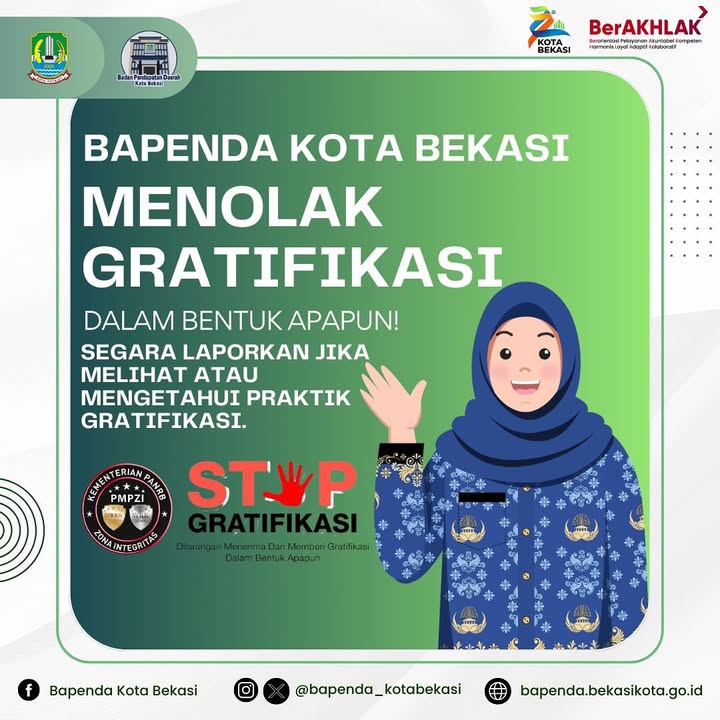 Badan Pendapatan Daerah
Kota Bekasi
KOTA
BEKASI
BerAKHLAK
Berorientasi Pelayanan Akuntabel Kompeten
Harmonis Loyal Adaptif Kolaboratif
BAPENDA KOTA BEKASI
MENOLAK
GRATIFIKASI
DALAM BENTUK APAPUN!
SEGARA LAPORKAN JIKA
MELIHAT ATAU
MENGETAHUI PRAKTIK
GRATIFIKASI.
KEMENTERIAN PANRB
PMPZI
ZONA INTEGRITAS
STOP
GRATIFIKASI
Dilarangan Menerima Dan Memberi Gratifikasi
Dalam Bentuk Apapun
Bapenda Kota Bekasi
@bapenda_kotabekasi
bapenda.bekasikota.go.id